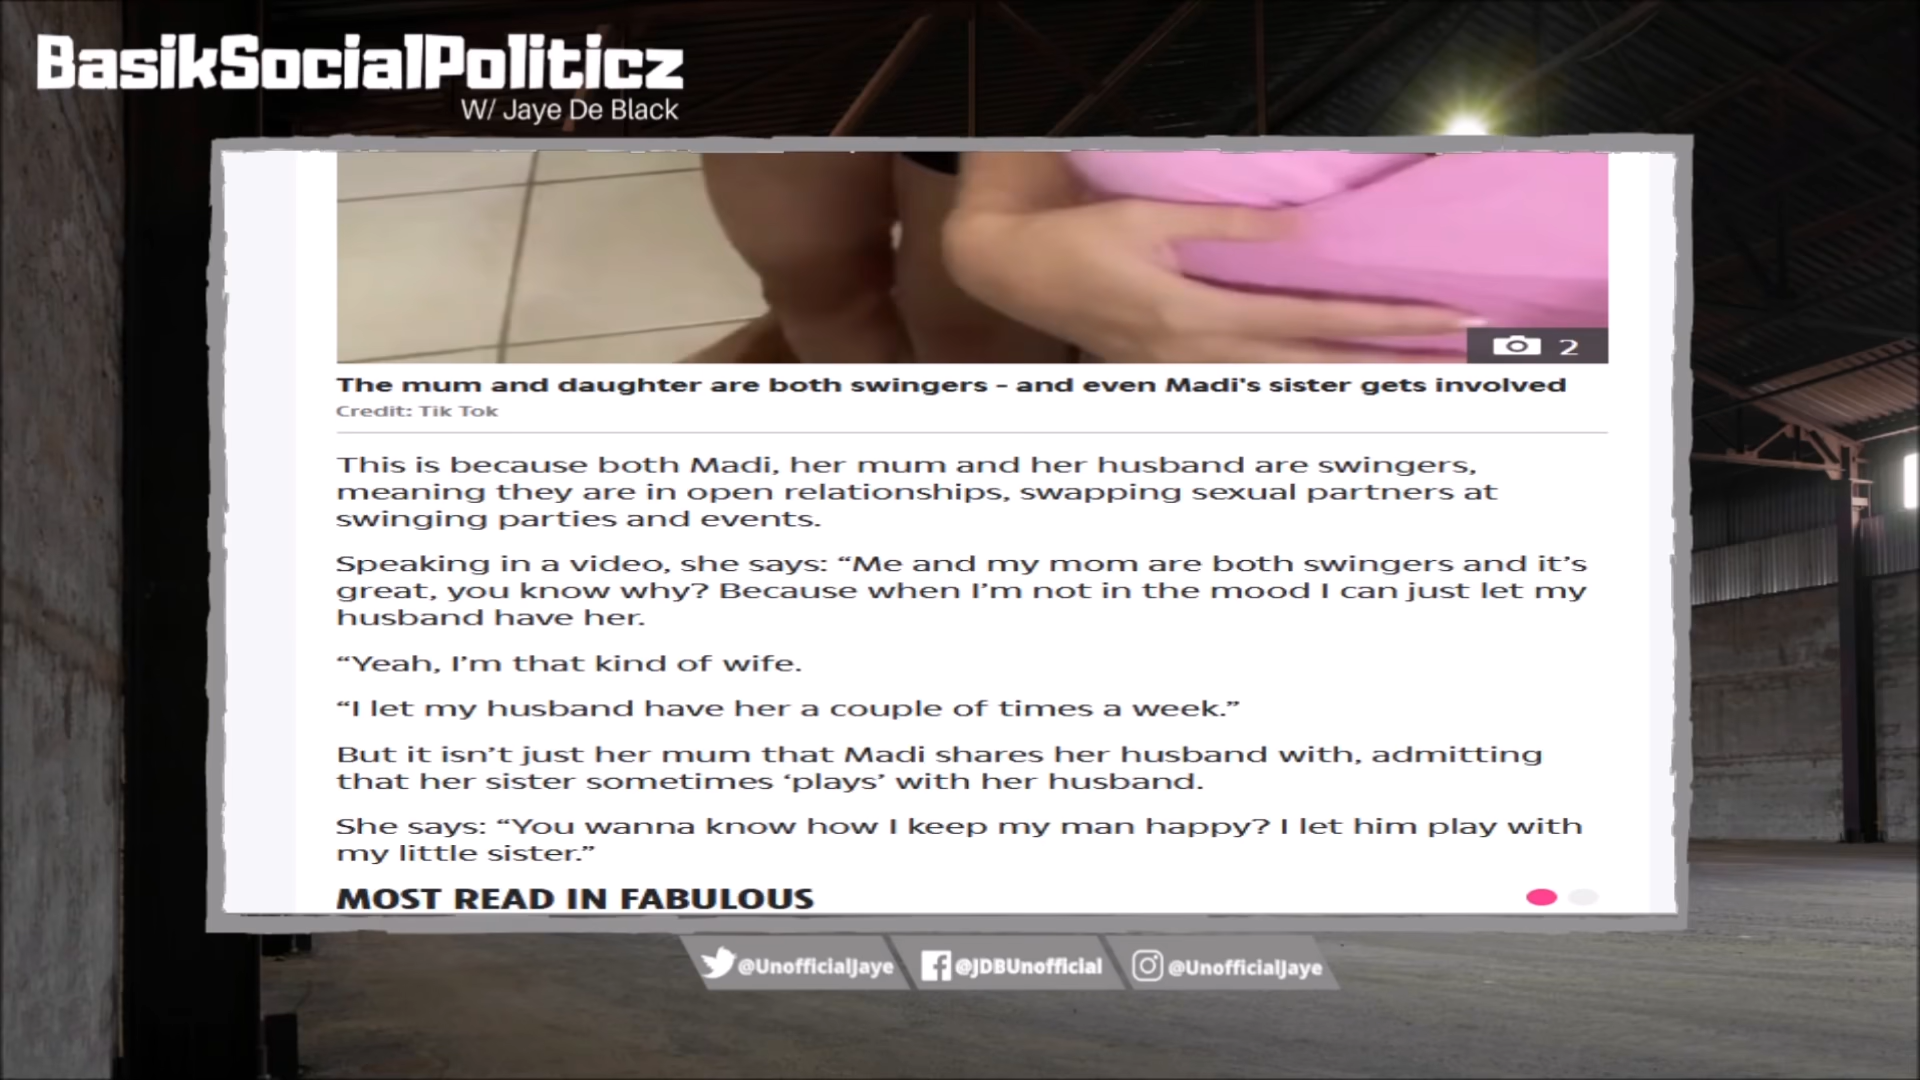 BasikSocialPoliticz
W/ Jaye De Black
2
The mum and daughter are both swingers - and even Madi's sister gets involved
Credit: Tik Tok
This is because both Madi, her mum and her husband are swingers,
meaning they are in open relationships, swapping sexual partners at
swinging parties and events.
Speaking in a video, she says: “Me and my mom are both swingers and it’s
great, you know why? Because when I’m not in the mood I can just let my
husband have her.
“Yeah, I’m that kind of wife.
“I let my husband have her a couple of times a week.”
But it isn’t just her mum that Madi shares her husband with, admitting
that her sister sometimes ‘plays’ with her husband.
She says: “You wanna know how I keep my man happy? I let him play with
my little sister.”
MOST READ IN FABULOUS
@UnofficialJaye @JDBUnofficial @UnofficialJaye